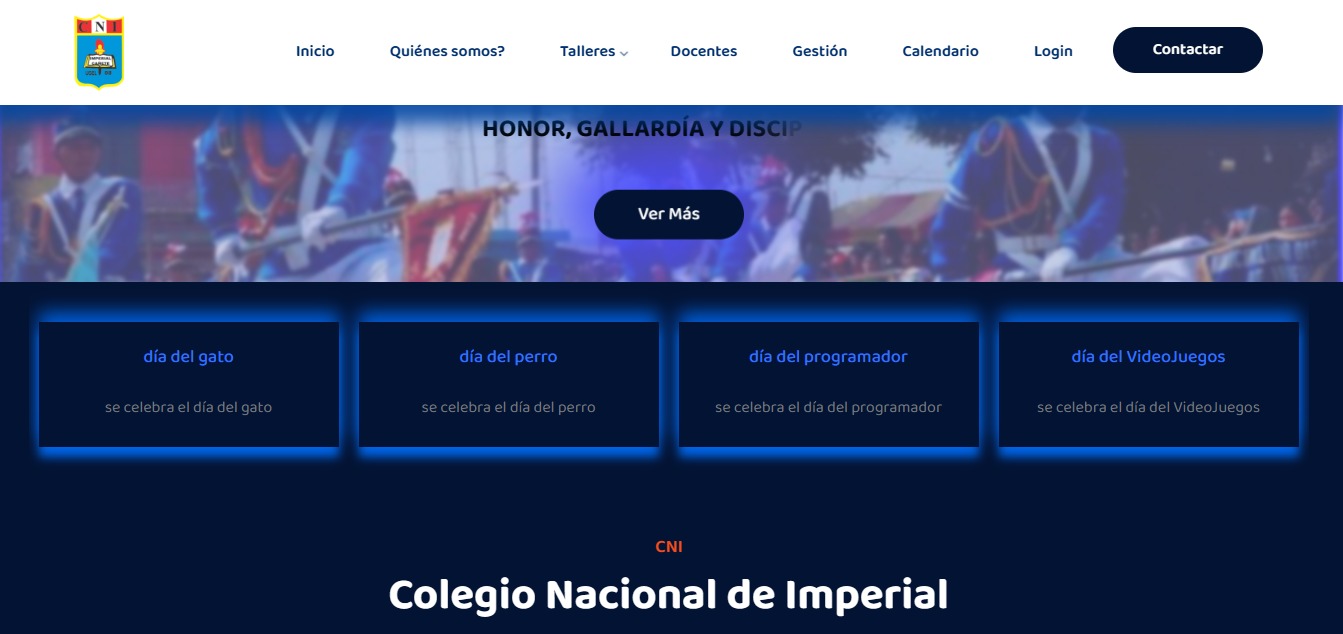 C N I
IMPERIAL
CAÑETE
Inicio
Quiénes somos?
Talleres
Docentes
Gestión
Calendario
Login
Contactar
HONOR, GALLARDÍA Y DISCIP
Ver Más
día del gato
se celebra el día del gato
día del perro
se celebra el día del perro
día del programador
se celebra el día del programador
día del VideoJuegos
se celebra el día del VideoJuegos
CNI
Colegio Nacional de Imperial